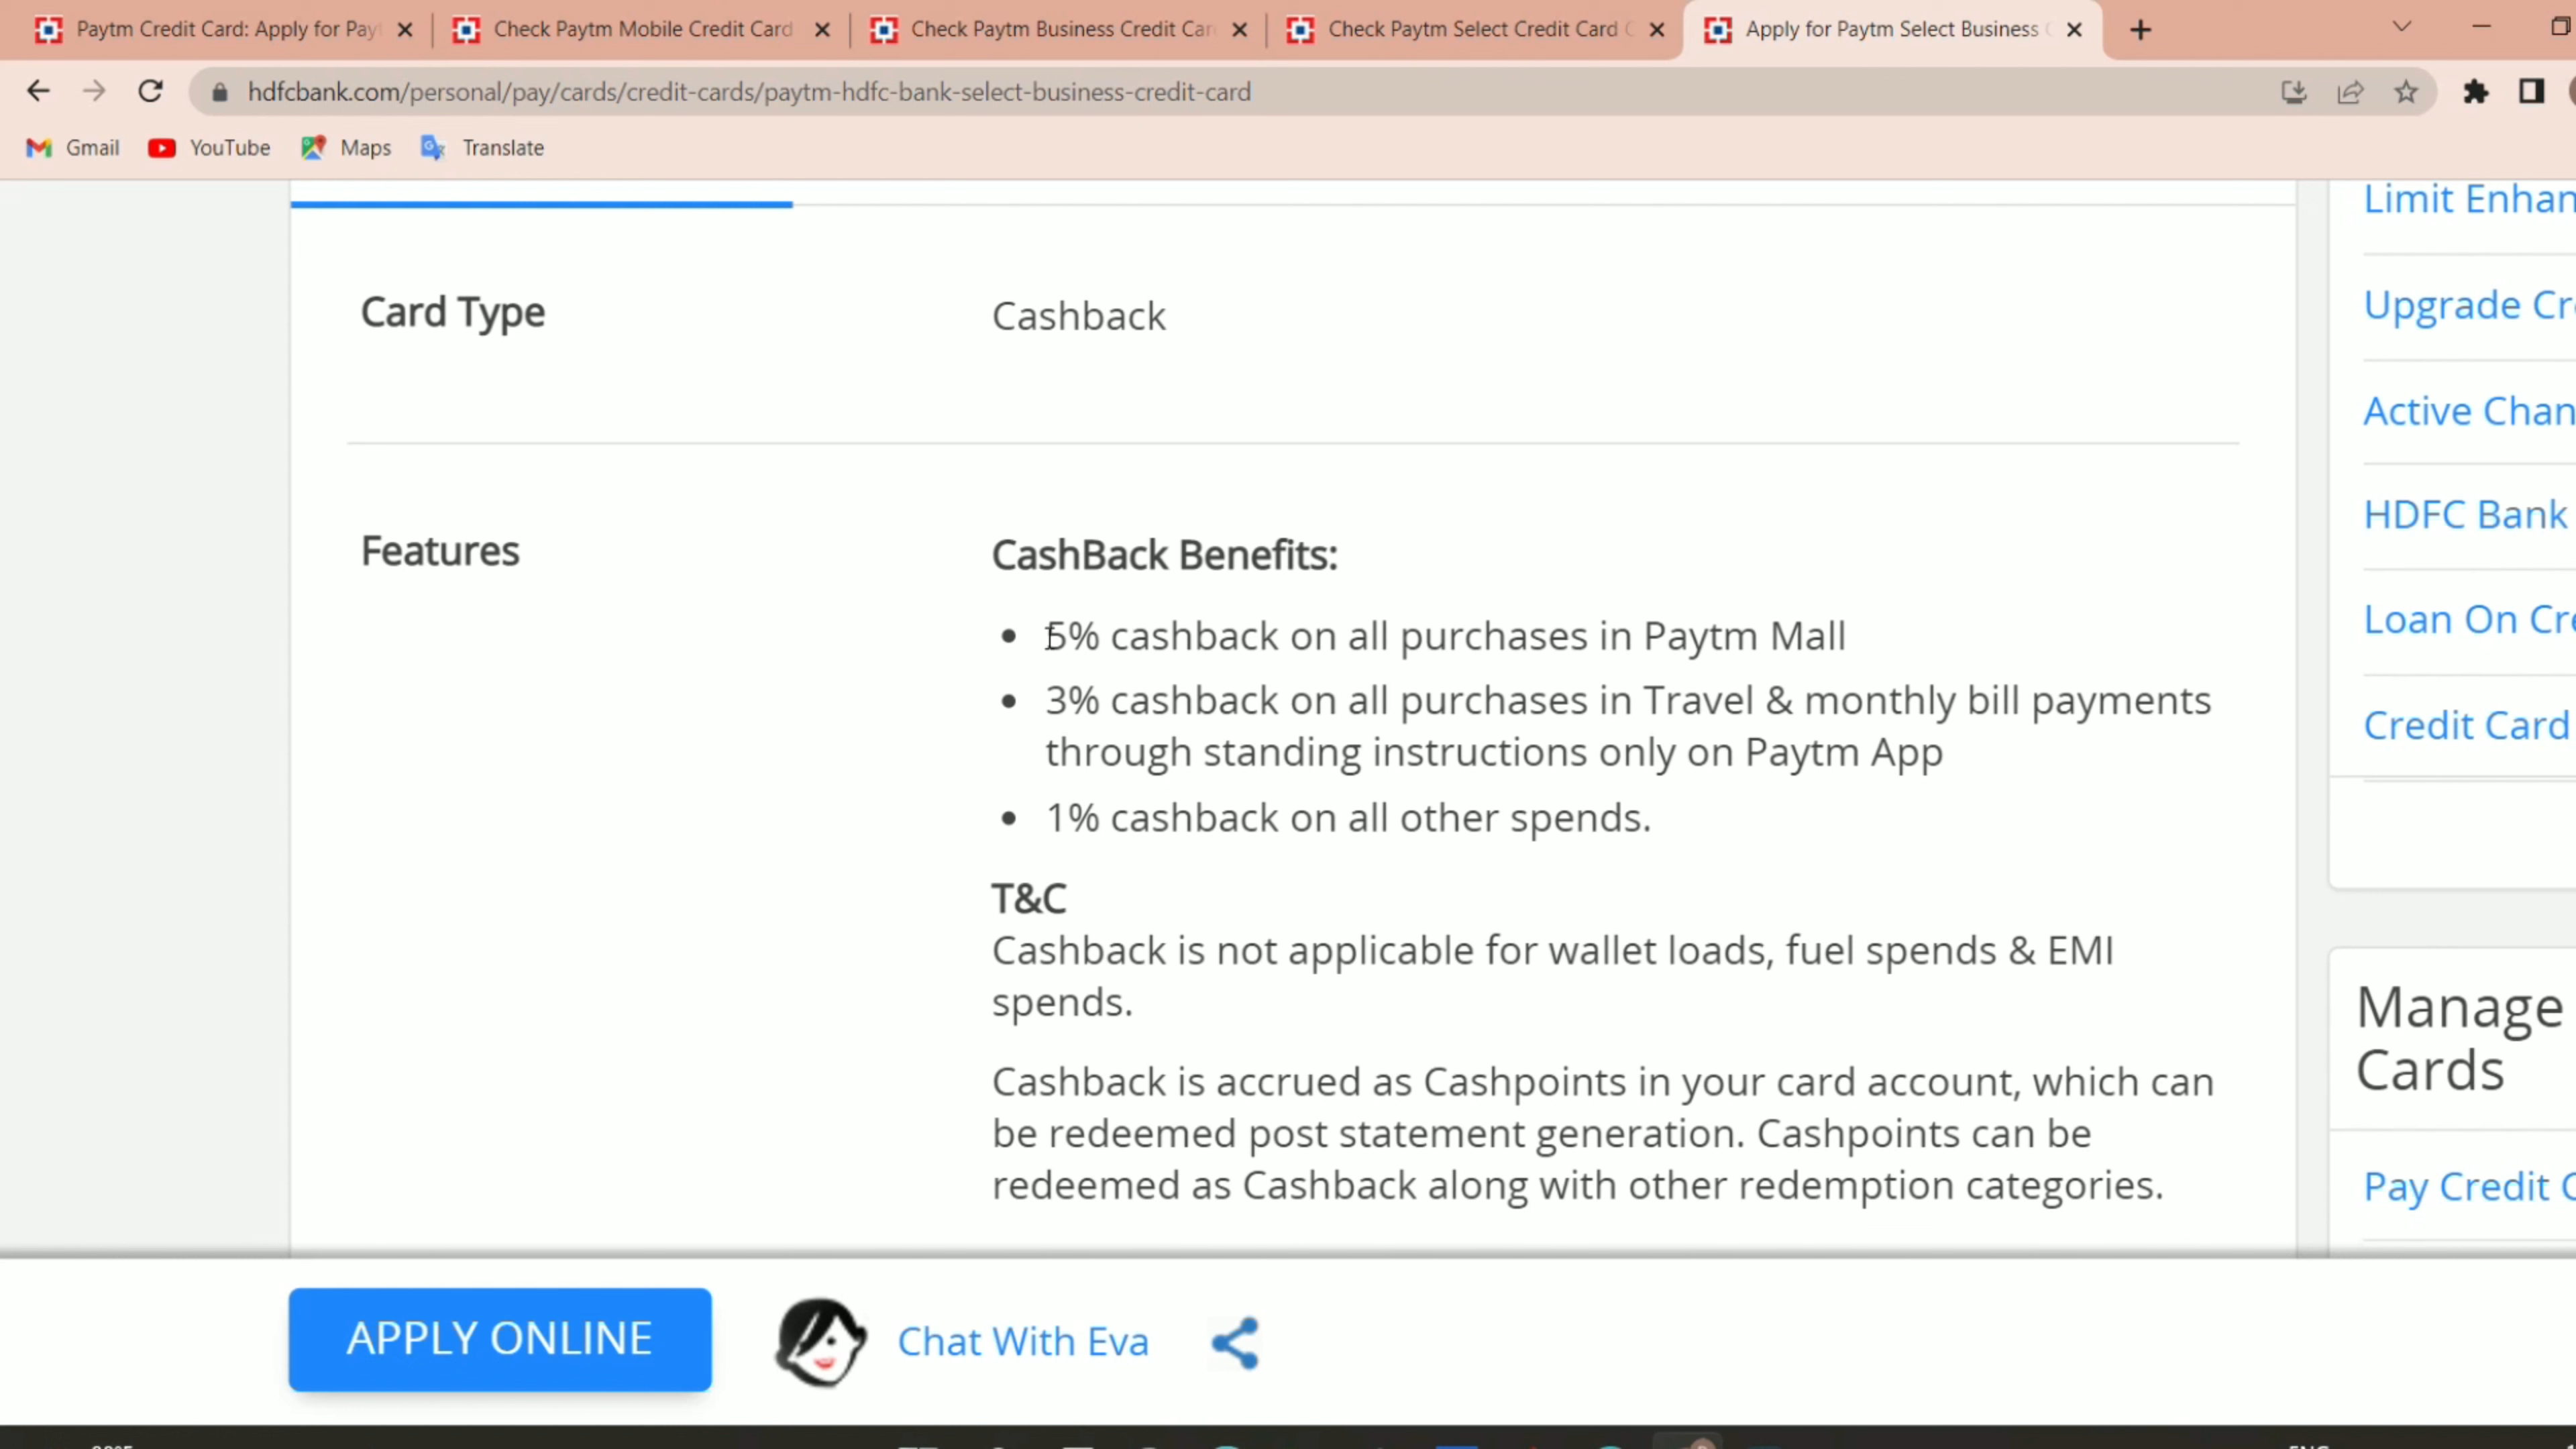 Paytm Credit Card: Apply for Pay
Check Paytm Mobile Credit Card
Check Paytm Business Credit Car
Check Paytm Select Credit Card
Apply for Paytm Select Business
hdfcbank.com/personal/pay/cards/credit-cards/paytm-hdfc-bank-select-business-credit-card
Gmail
YouTube
Maps
Translate
Card Type
Cashback
Features
CashBack Benefits:
5% cashback on all purchases in Paytm Mall
3% cashback on all purchases in Travel & monthly bill payments
through standing instructions only on Paytm App
1% cashback on all other spends.
T&C
Cashback is not applicable for wallet loads, fuel spends & EMI
spends.
Cashback is accrued as Cashpoints in your card account, which can
be redeemed post statement generation. Cashpoints can be
redeemed as Cashback along with other redemption categories.
Limit Enhan
Upgrade Cr
Active Chan
HDFC Bank
Loan On Cre
Credit Card
Manage
Cards
Pay Credit
APPLY ONLINE
Chat With Eva